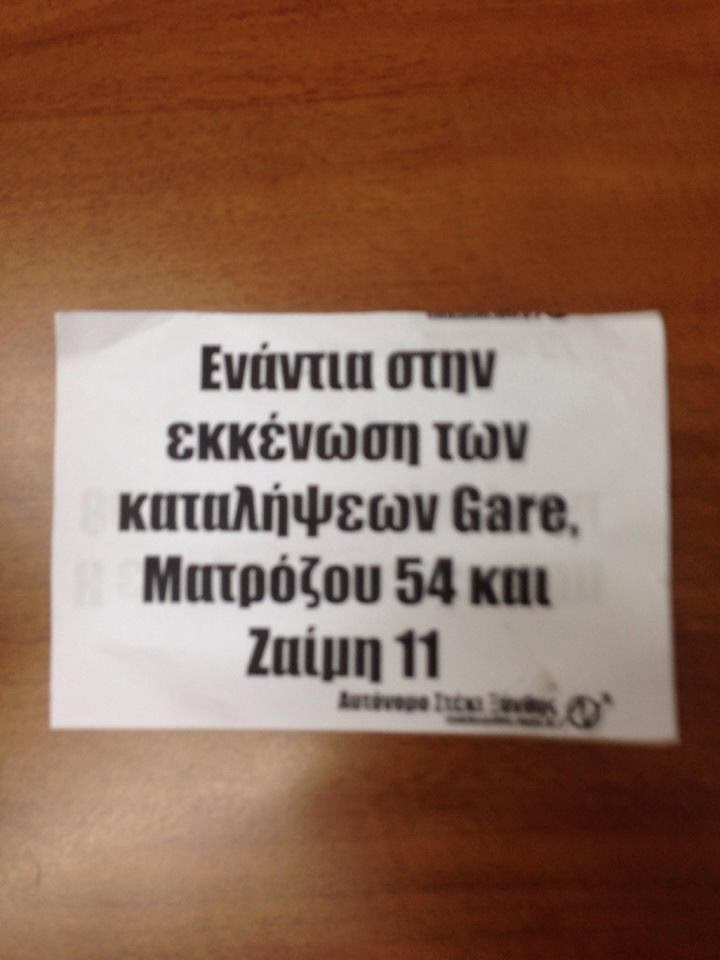 Ενάντια στην
εκκένωση των
καταλήψεων Gare,
Ματρόζου 54 και
Ζαίμη 11
Αυτόνομο Στέκι Ξάνθης